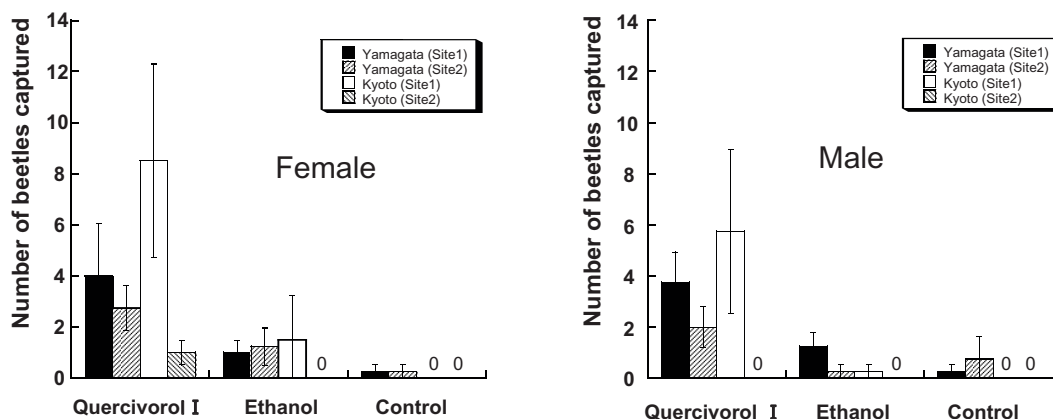 Number of beetles captured
14
12
10
8
6
4
2
0
Yamagata (Site1)
Yamagata (Site2)
Kyoto (Site1)
Kyoto (Site2)
Female
0
0 0
Quercivorol I Ethanol Control
Number of beetles captured
14
12
10
8
6
4
2
0
Yamagata (Site1)
Yamagata (Site2)
Kyoto (Site1)
Kyoto (Site2)
Male
0
0 0
Quercivorol I Ethanol Control